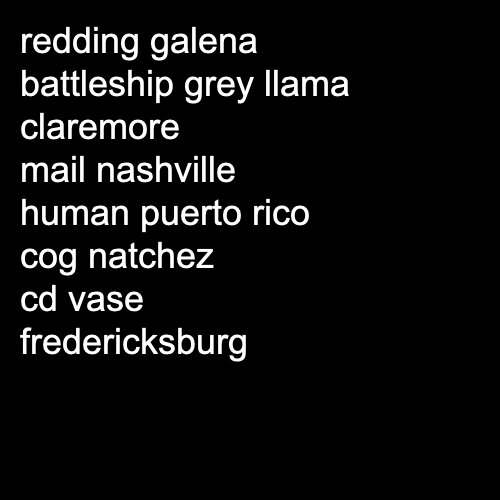 redding galena
battleship grey llama
claremore
mail nashville
human puerto rico
cog natchez
cd vase
fredericksburg